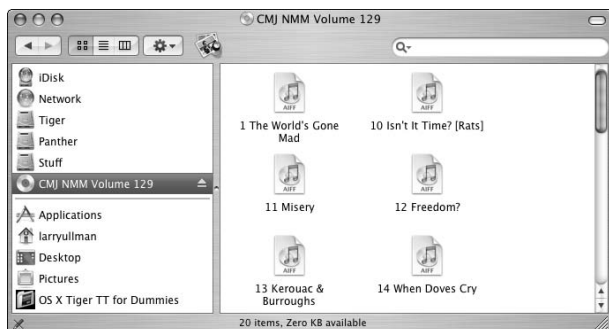 CMJ NMM Volume 129
iDisk
Network
Tiger
Panther
Stuff
CMJ NMM Volume 129
Applications
larryullman
Desktop
Pictures
OS X Tiger TT for Dummies
AIFF
AIFF
1 The World's Gone
Mad
10 Isn't It Time? [Rats]
AIFF
AIFF
11 Misery
12 Freedom?
AIFF
AIFF
13 Kerouac &
Burroughs
14 When Doves Cry
20 items, Zero KB available